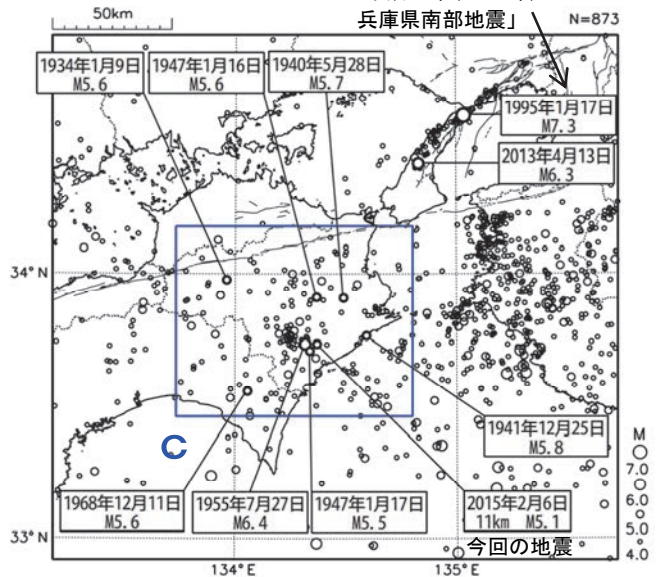 50km
兵庫県南部地震」
N=873
1934年1月9日
M5.6
1947年1月16日
M5.6
1940年5月28日
M5.7
1995年1月17日
M7.3
2013年4月13日
M6.3
34°N
C
1941年12月25日
M5.8
1968年12月11日
M5.6
1955年7月27日
M6.4
1947年1月17日
M5.5
2015年2月6日
11km M5.1
今回の地震
M
7.0
6.0
5.0
4.0
33°N
134°E
135°E